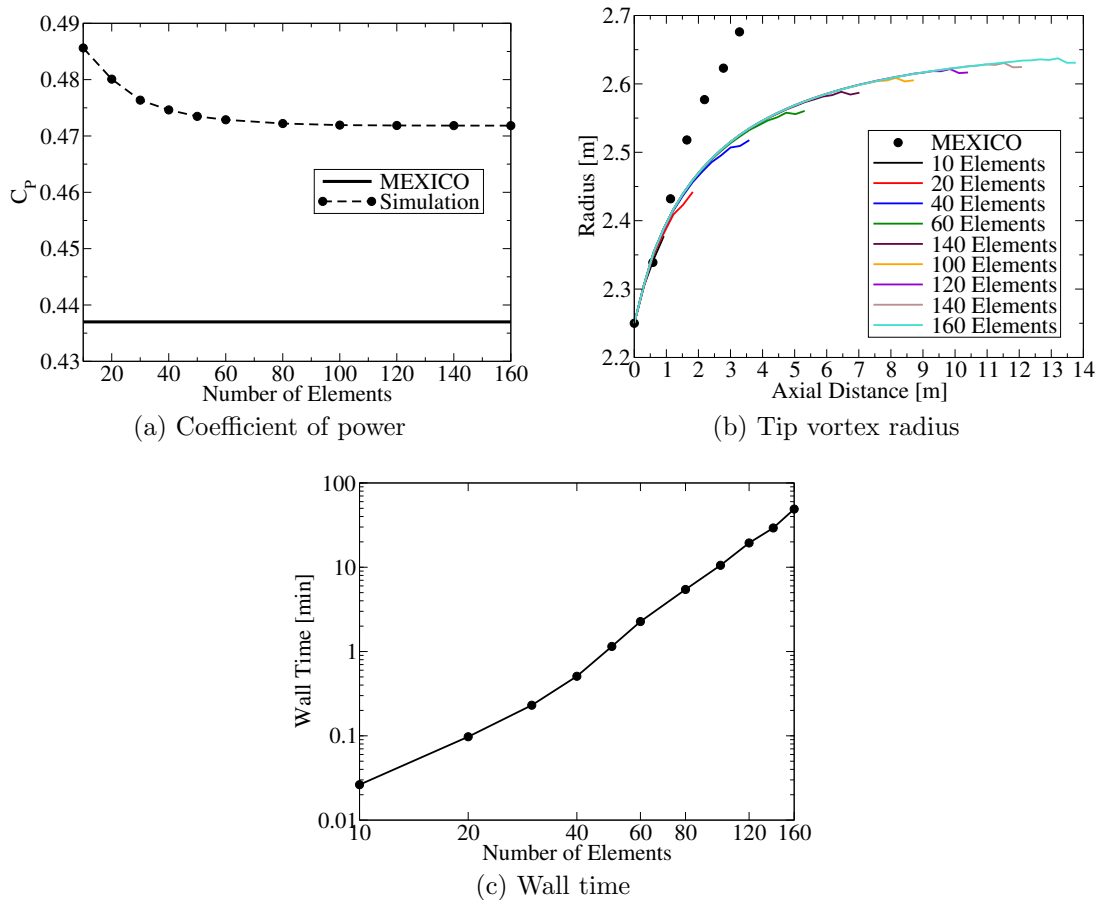 0.49
0.48
0.47
0.46
0.45
0.44
0.43
C_P
MEXICO
Simulation
20 40 60 80 100 120 140 160
Number of Elements
(a) Coefficient of power
2.7
2.6
2.5
2.4
2.3
2.2
Radius [m]
MEXICO
10 Elements
20 Elements
40 Elements
60 Elements
140 Elements
100 Elements
120 Elements
140 Elements
160 Elements
0 1 2 3 4 5 6 7 8 9 10 11 12 13 14
Axial Distance [m]
(b) Tip vortex radius
100
10
1
0.1
0.01
Wall Time [min]
10 20 40 60 80 120 160
Number of Elements
(c) Wall time